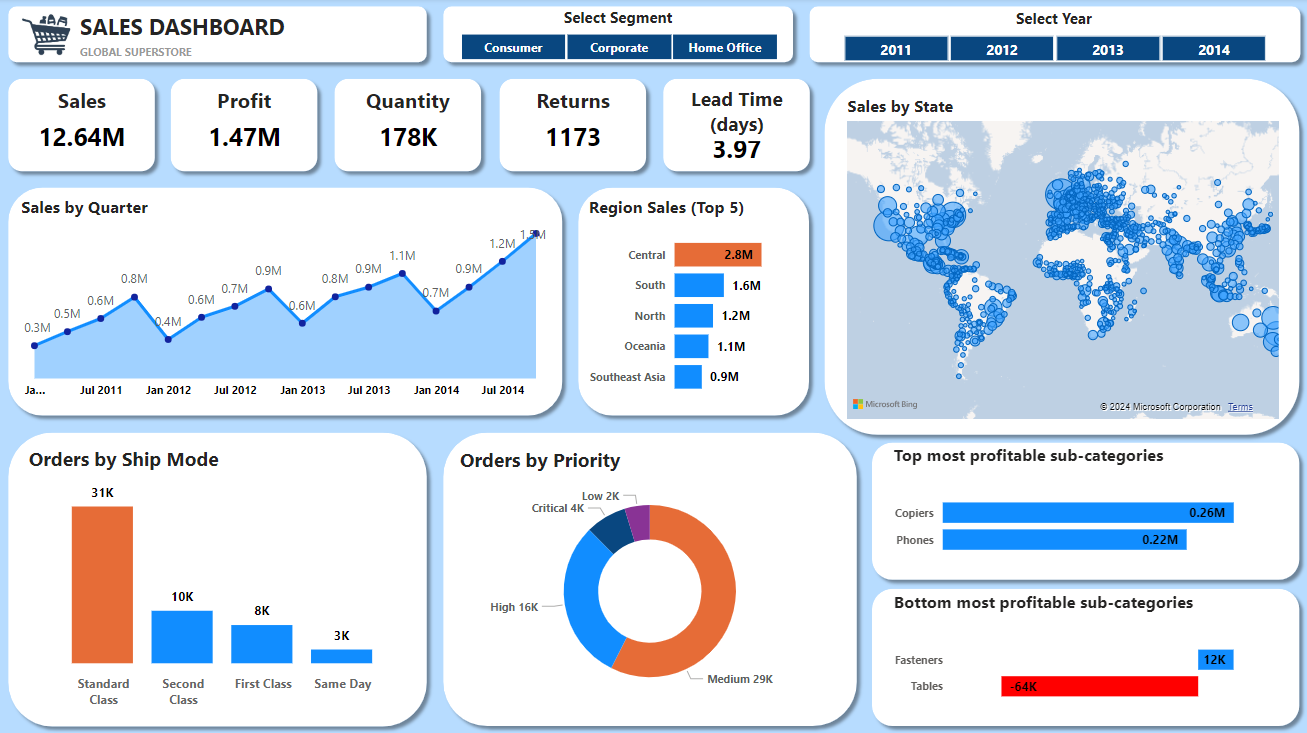 SALES DASHBOARD
GLOBAL SUPERSTORE
Select Segment
Consumer
Corporate
Home Office
Select Year
2011
2012
2013
2014
Sales
12.64M
Profit
1.47M
Quantity
178K
Returns
1173
Lead Time
(days)
3.97
Sales by State
Microsoft Bing
© 2024 Microsoft Corporation Terms
Sales by Quarter
0.3M
0.5M
0.6M
0.8M
0.4M
0.6M
0.7M
0.9M
0.6M
0.8M
0.9M
1.1M
0.7M
0.9M
1.2M
1.5M
Ja...
Jul 2011
Jan 2012
Jul 2012
Jan 2013
Jul 2013
Jan 2014
Jul 2014
Region Sales (Top 5)
Central 2.8M
South 1.6M
North 1.2M
Oceania 1.1M
Southeast Asia 0.9M
Orders by Ship Mode
31K
10K
8K
3K
Standard
Class
Second
Class
First Class
Same Day
Orders by Priority
Low 2K
Critical 4K
High 16K
Medium 29K
Top most profitable sub-categories
Copiers 0.26M
Phones 0.22M
Bottom most profitable sub-categories
Fasteners 12K
Tables -64K